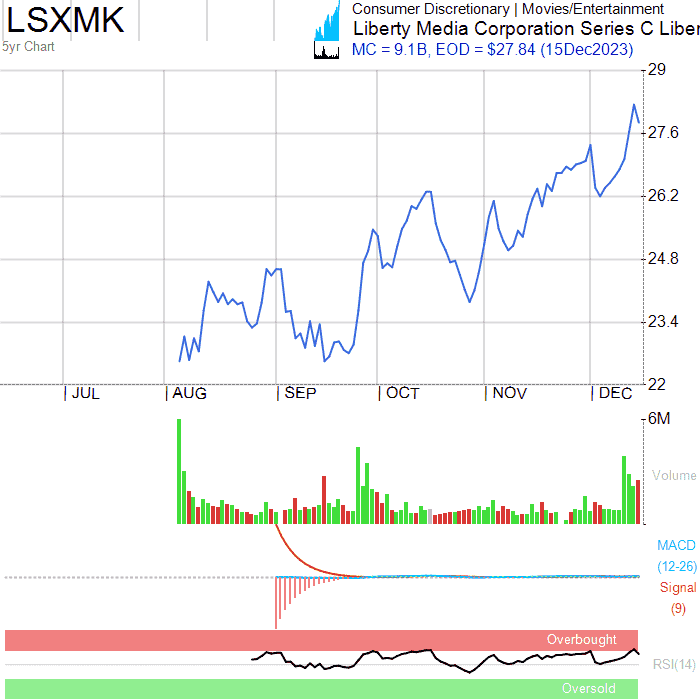 LSXMK
5yr Chart
Consumer Discretionary | Movies/Entertainment
Liberty Media Corporation Series C Liber
MC = 9.1B, EOD = $27.84 (15Dec2023)
29
27.6
26.2
24.8
23.4
22
JUL
AUG
SEP
OCT
NOV
DEC
6M
Volume
MACD
(12-26)
Signal
(9)
Overbought
RSI(14)
Oversold